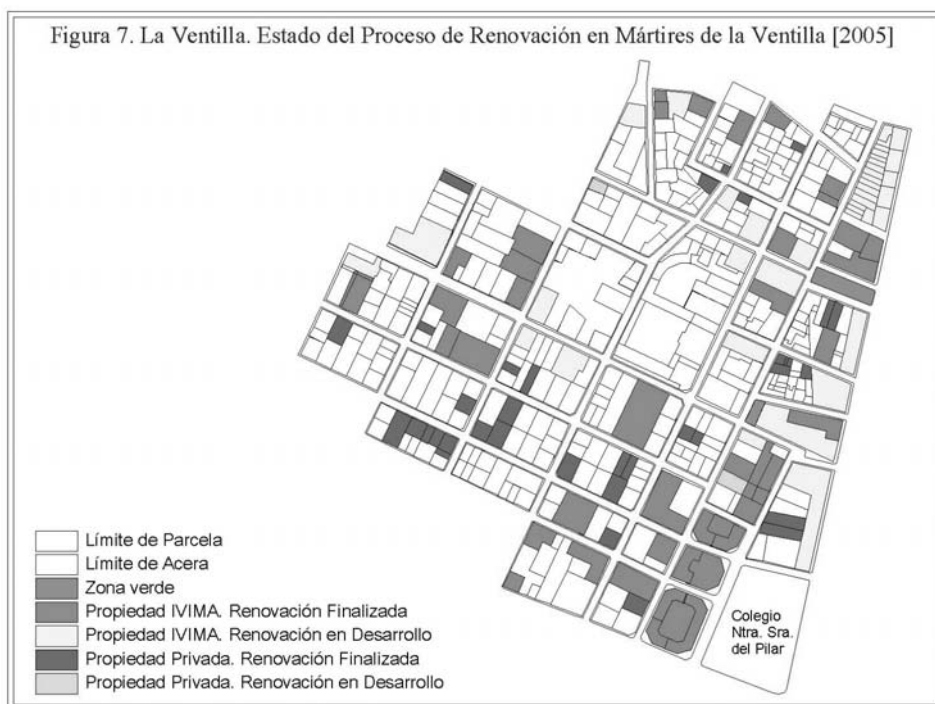 Figura 7. La Ventilla. Estado del Proceso de Renovación en Mártires de la Ventilla [2005]
Límite de Parcela
Límite de Acera
Zona verde
Propiedad IVIMA. Renovación Finalizada
Propiedad IVIMA. Renovación en Desarrollo
Propiedad Privada. Renovación Finalizada
Propiedad Privada. Renovación en Desarrollo
Colegio
Ntra. Sra.
del Pilar